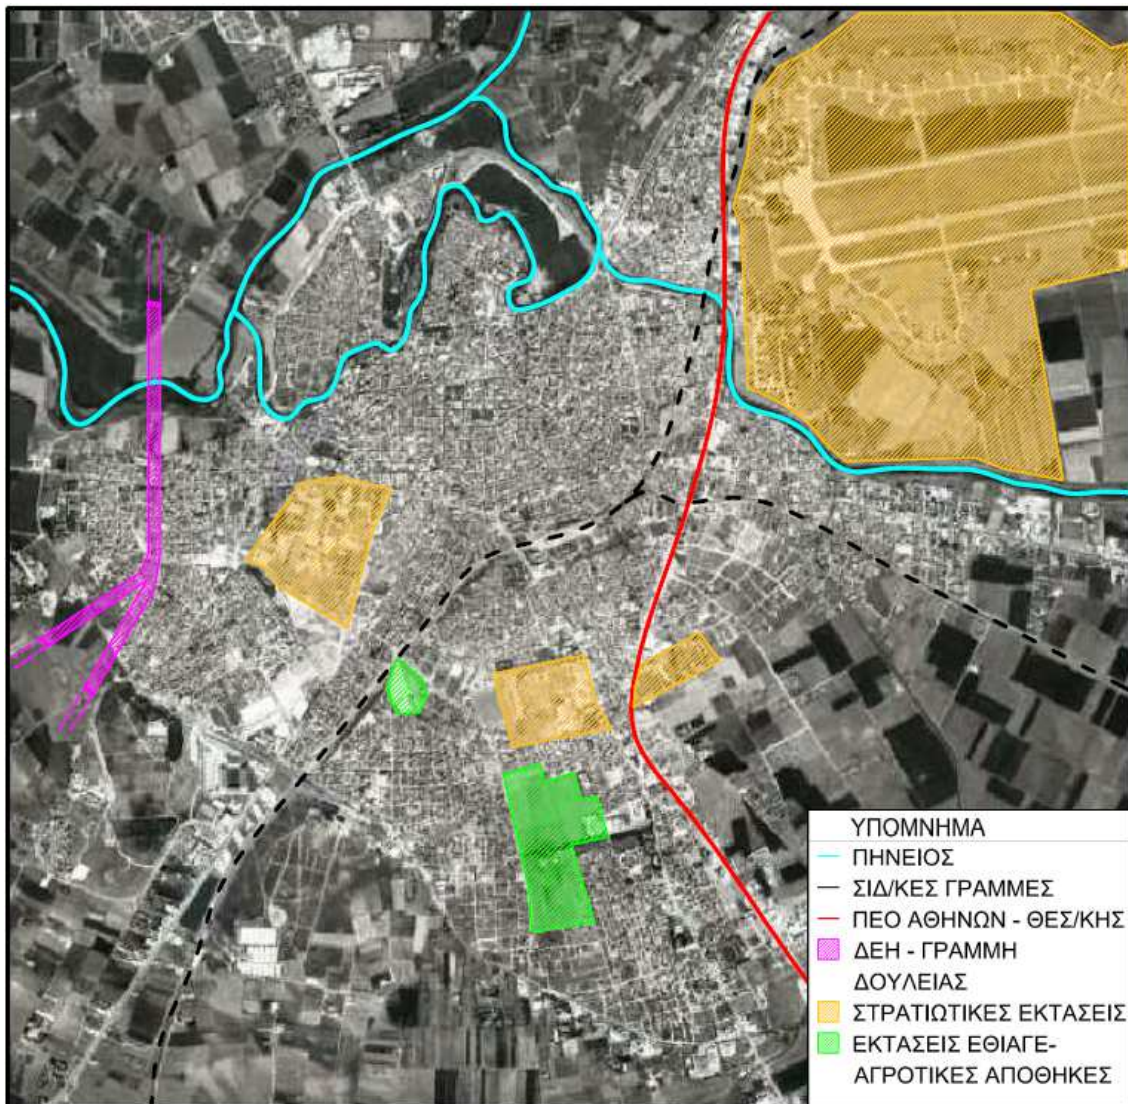 ΥΠΟΜΝΗΜΑ
ΠΗΝΕΙΟΣ
ΣΙΔ/ΚΕΣ ΓΡΑΜΜΕΣ
ΠΕΟ ΑΘΗΝΩΝ - ΘΕΣ/ΚΗΣ
ΔΕΗ - ΓΡΑΜΜΗ
ΔΟΥΛΕΙΑΣ
ΣΤΡΑΤΙΩΤΙΚΕΣ ΕΚΤΑΣΕΙΣ
ΕΚΤΑΣΕΙΣ ΕΘΙΑΓΕ-
ΑΓΡΟΤΙΚΕΣ ΑΠΟΘΗΚΕΣ